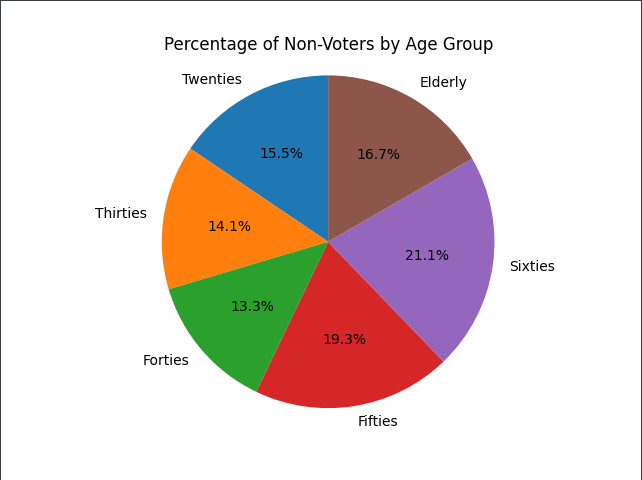 Percentage of Non-Voters by Age Group
Twenties
Elderly
15.5%
16.7%
Thirties
14.1%
21.1%
Sixties
13.3%
19.3%
Forties
Fifties